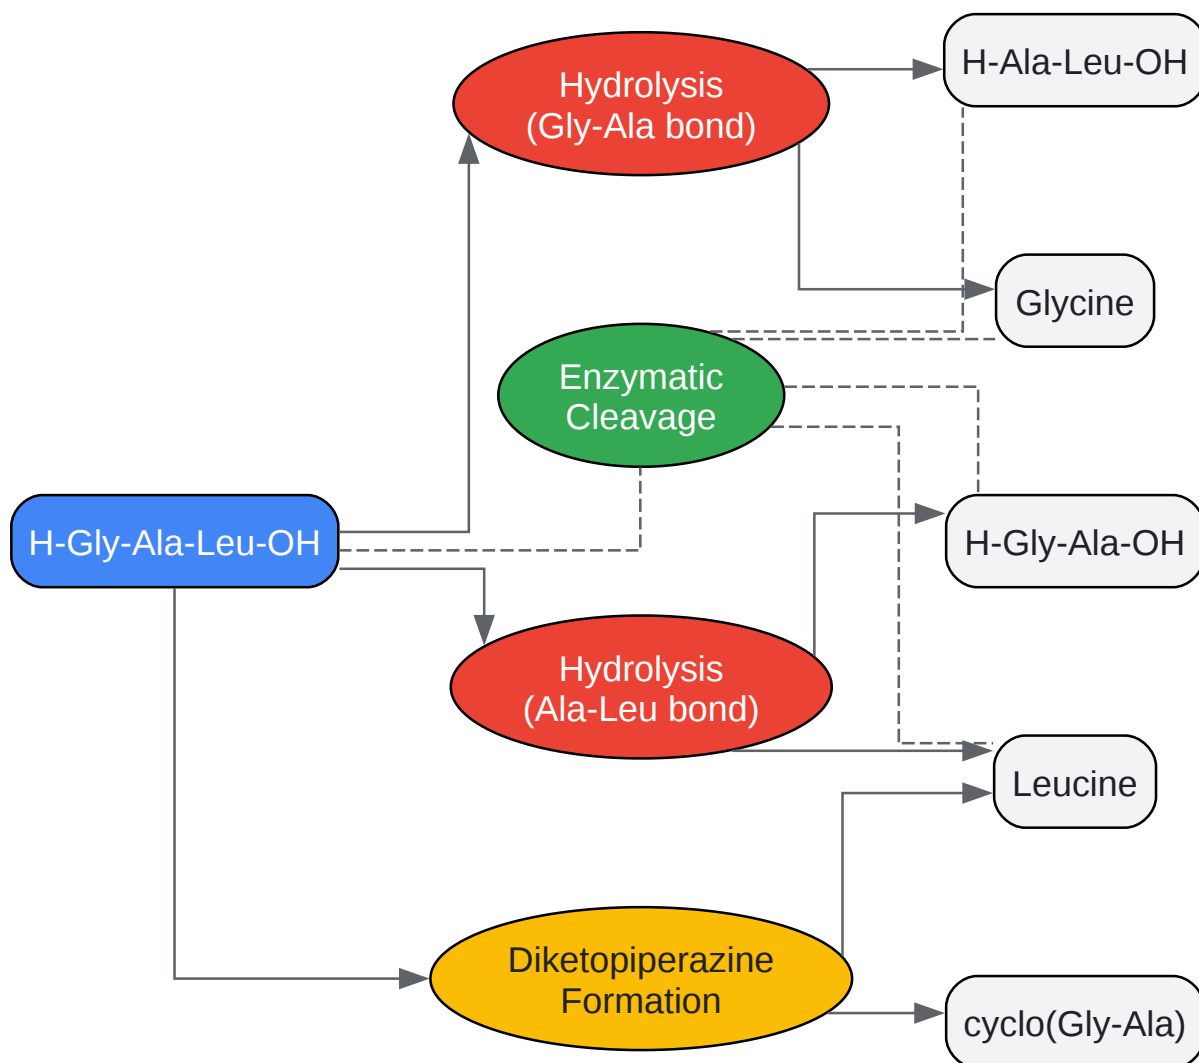 H-Ala-Leu-OH
Hydrolysis
(Gly-Ala bond)
Glycine
Enzymatic
Cleavage
H-Gly-Ala-Leu-OH
H-Gly-Ala-OH
Hydrolysis
(Ala-Leu bond)
Leucine
Diketopiperazine
Formation
cyclo(Gly-Ala)